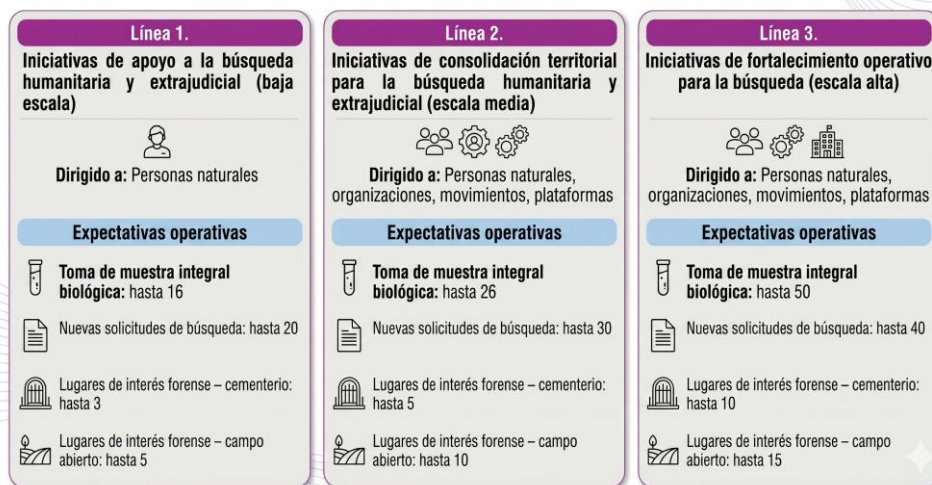 Línea 1.
Iniciativas de apoyo a la búsqueda
humanitaria y extrajudicial (baja
escala)
Dirigido a: Personas naturales
Expectativas operativas
Toma de muestra integral
biológica: hasta 16
Nuevas solicitudes de búsqueda: hasta 20
Lugares de interés forense – cementerio:
hasta 3
Lugares de interés forense – campo
abierto: hasta 5
Línea 2.
Iniciativas de consolidación territorial
para la búsqueda humanitaria y
extrajudicial (escala media)
Dirigido a: Personas naturales,
organizaciones, movimientos, plataformas
Expectativas operativas
Toma de muestra integral
biológica: hasta 26
Nuevas solicitudes de búsqueda: hasta 30
Lugares de interés forense – cementerio:
hasta 5
Lugares de interés forense – campo
abierto: hasta 10
Línea 3.
Iniciativas de fortalecimiento operativo
para la búsqueda (escala alta)
Dirigido a: Personas naturales,
organizaciones, movimientos, plataformas
Expectativas operativas
Toma de muestra integral
biológica: hasta 50
Nuevas solicitudes de búsqueda: hasta 40
Lugares de interés forense – cementerio:
hasta 10
Lugares de interés forense – campo
abierto: hasta 15